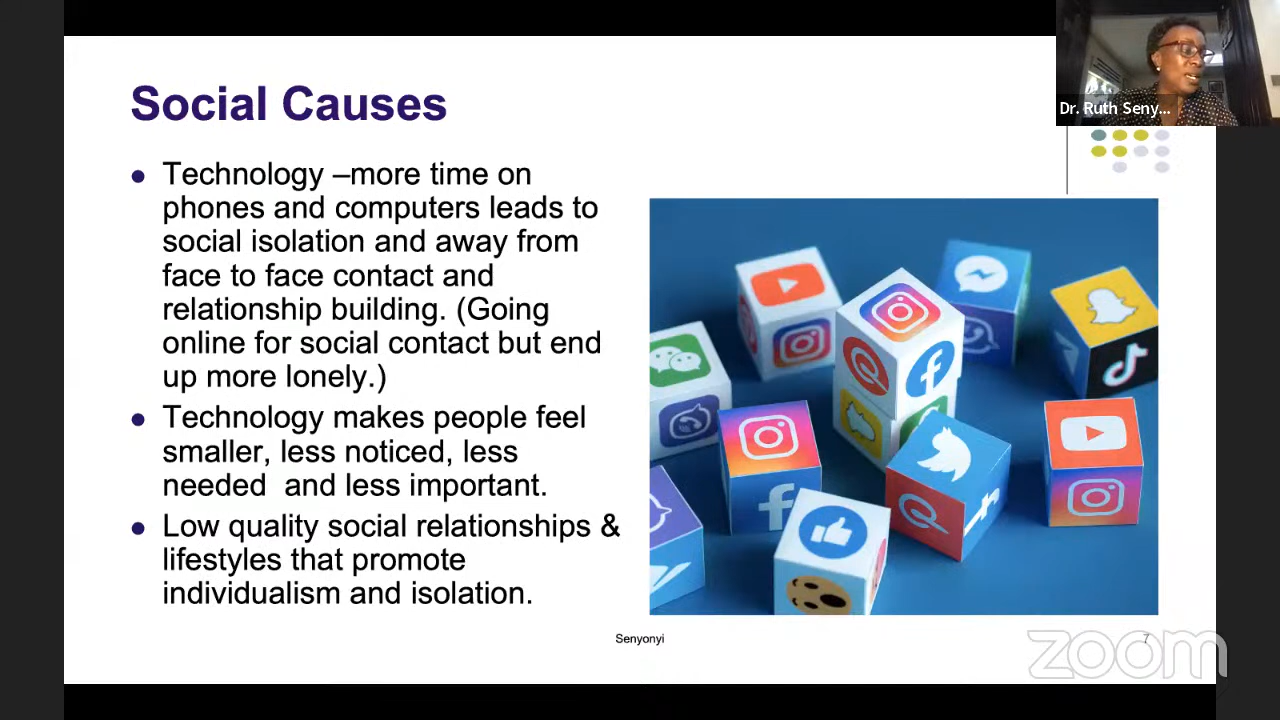 Dr. Ruth Seny...
Social Causes
• Technology –more time on
phones and computers leads to
social isolation and away from
face to face contact and
relationship building. (Going
online for social contact but end
up more lonely.)
• Technology makes people feel
smaller, less noticed, less
needed  and less important.
• Low quality social relationships &
lifestyles that promote
individualism and isolation.
Senyonyi
7
zoom